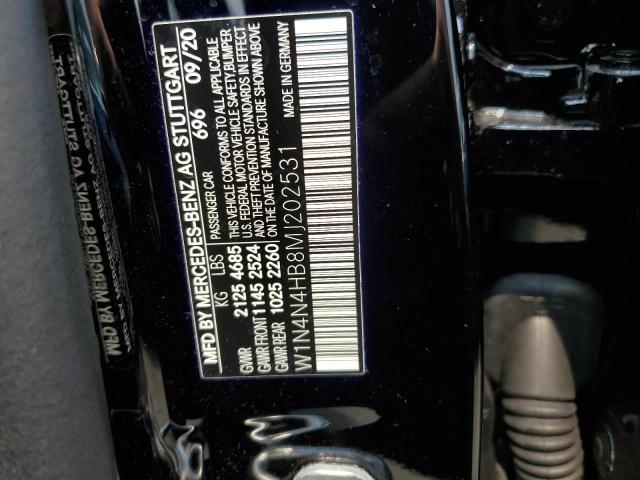 MFD BY MERCEDES-BENZ AG STUTTGART
696 09/20
KG LBS
PASSENGER CAR
GVWR 2125 4685
GAWR FRONT 1145 2524
GAWR REAR 1025 2260
THIS VEHICLE CONFORMS TO ALL APPLICABLE
U.S. FEDERAL MOTOR VEHICLE SAFETY, BUMPER
AND THEFT PREVENTION STANDARDS IN EFFECT
ON THE DATE OF MANUFACTURE SHOWN ABOVE
W1N4N4HB8MJ202531
MADE IN GERMANY